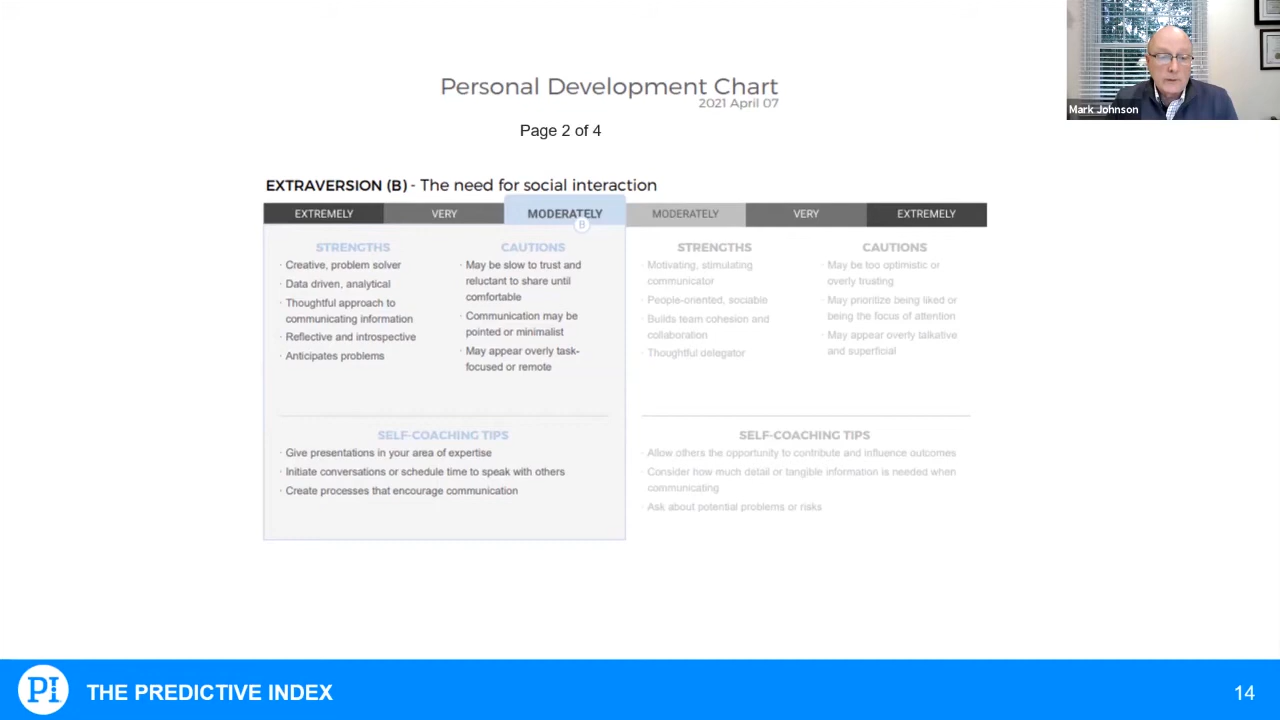 Mark Johnson
Personal Development Chart
2021 April 07
Page 2 of 4
EXTRAVERSION (B) - The need for social interaction
EXTREMELY
VERY
MODERATELY
MODERATELY
VERY
EXTREMELY
B
STRENGTHS
· Creative, problem solver
· Data driven, analytical
· Thoughtful approach to
communicating information
· Reflective and introspective
· Anticipates problems
CAUTIONS
· May be slow to trust and
reluctant to share until
comfortable
· Communication may be
pointed or minimalist
· May appear overly task-
focused or remote
SELF-COACHING TIPS
· Give presentations in your area of expertise
· Initiate conversations or schedule time to speak with others
· Create processes that encourage communication
STRENGTHS
· Motivating, stimulating
communicator
· People-oriented, sociable
· Builds team cohesion and
collaboration
· Thoughtful delegator
CAUTIONS
· May be too optimistic or
overly trusting
· May prioritize being liked or
being the focus of attention
· May appear overly talkative
and superficial
SELF-COACHING TIPS
· Allow others the opportunity to contribute and influence outcomes
· Consider how much detail or tangible information is needed when
communicating
· Ask about potential problems or risks
PI
THE PREDICTIVE INDEX
14